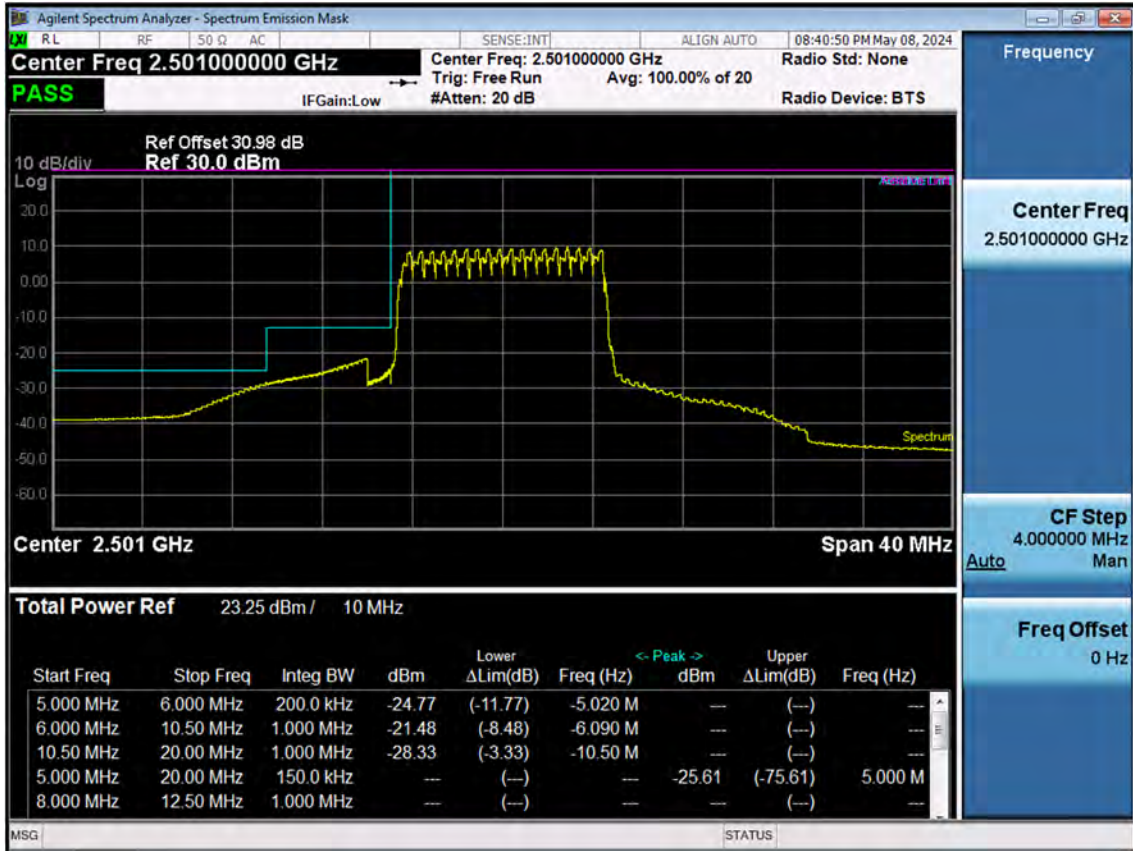 Agilent Spectrum Analyzer - Spectrum Emission Mask
LXI RL RF 50 Ω AC SENSE:INT ALIGN AUTO 08:40:50 PM May 08, 2024
Center Freq 2.501000000 GHz
Center Freq: 2.501000000 GHz Radio Std: None
Trig: Free Run Avg: 100.00% of 20
PASS
IFGain:Low #Atten: 20 dB Radio Device: BTS
Ref Offset 30.98 dB
10 dB/div Ref 30.0 dBm
Log
Absolute Limit
20.0
10.0
0.00
-10.0
-20.0
-30.0
-40.0
Spectrum
-50.0
-60.0
Center 2.501 GHz Span 40 MHz
Total Power Ref 23.25 dBm / 10 MHz
Lower <- Peak -> Upper
Start Freq Stop Freq Integ BW dBm ΔLim(dB) Freq (Hz) dBm ΔLim(dB) Freq (Hz)
5.000 MHz 6.000 MHz 200.0 kHz -24.77 (-11.77) -5.020 M --- (---) ---
6.000 MHz 10.50 MHz 1.000 MHz -21.48 (-8.48) -6.090 M --- (---) ---
10.50 MHz 20.00 MHz 1.000 MHz -28.33 (-3.33) -10.50 M --- (---) ---
5.000 MHz 20.00 MHz 150.0 kHz --- (---) --- -25.61 (-75.61) 5.000 M
8.000 MHz 12.50 MHz 1.000 MHz --- (---) --- --- (---) ---
MSG STATUS
Frequency
Center Freq
2.501000000 GHz
CF Step
4.000000 MHz
Auto Man
Freq Offset
0 Hz